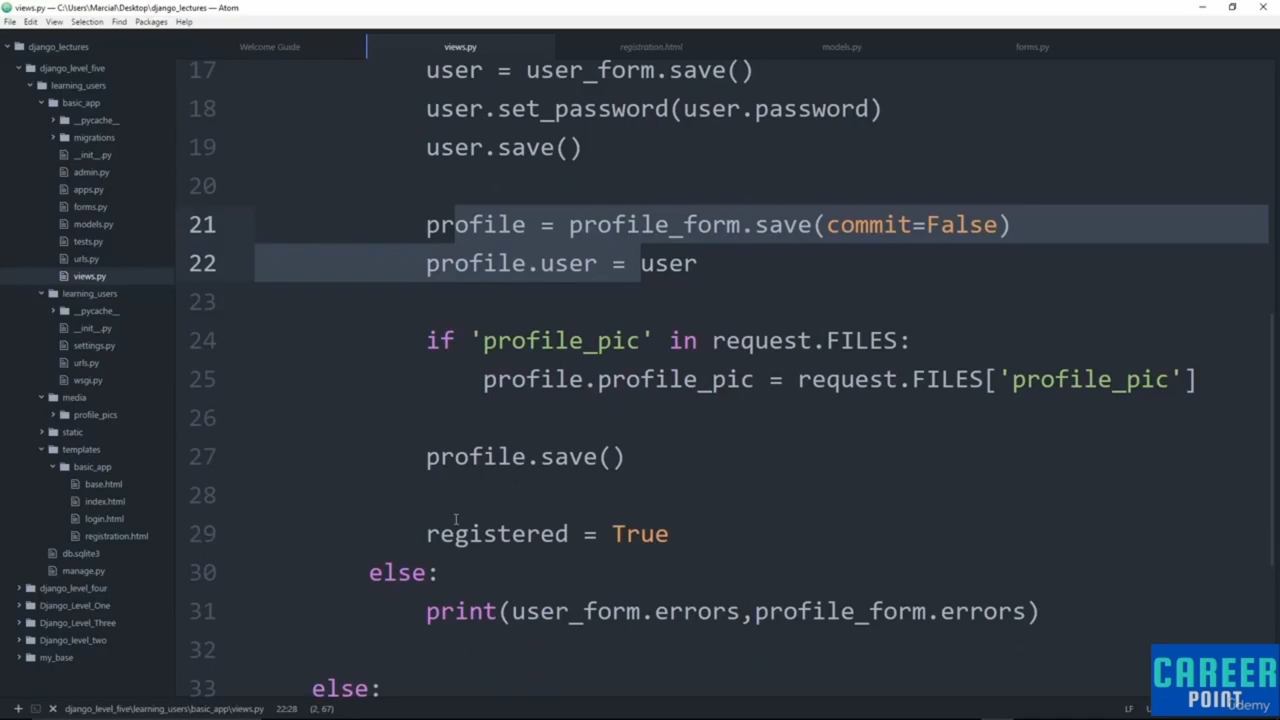 views.py — C:\Users\Marcial\Desktop\django_lectures — Atom
File Edit View Selection Find Packages Help
django_lectures
Welcome Guide
views.py
registration.html
models.py
forms.py
django_level_five
learning_users
basic_app
__pycache__
migrations
__init__.py
admin.py
apps.py
forms.py
models.py
tests.py
urls.py
views.py
learning_users
__pycache__
__init__.py
settings.py
urls.py
wsgi.py
media
profile_pics
static
templates
basic_app
base.html
index.html
login.html
registration.html
db.sqlite3
manage.py
django_level_four
Django_Level_One
Django_Level_Three
Django_level_two
my_base
17 user = user_form.save()
18 user.set_password(user.password)
19 user.save()
20
21 profile = profile_form.save(commit=False)
22 profile.user = user
23
24 if 'profile_pic' in request.FILES:
25 profile.profile_pic = request.FILES['profile_pic']
26
27 profile.save()
28
29 registered = True
30 else:
31 print(user_form.errors,profile_form.errors)
32
33 else:
django_level_five\learning_users\basic_app\views.py 22:28 (2, 67)
LF
CAREER
POINT
Udemy